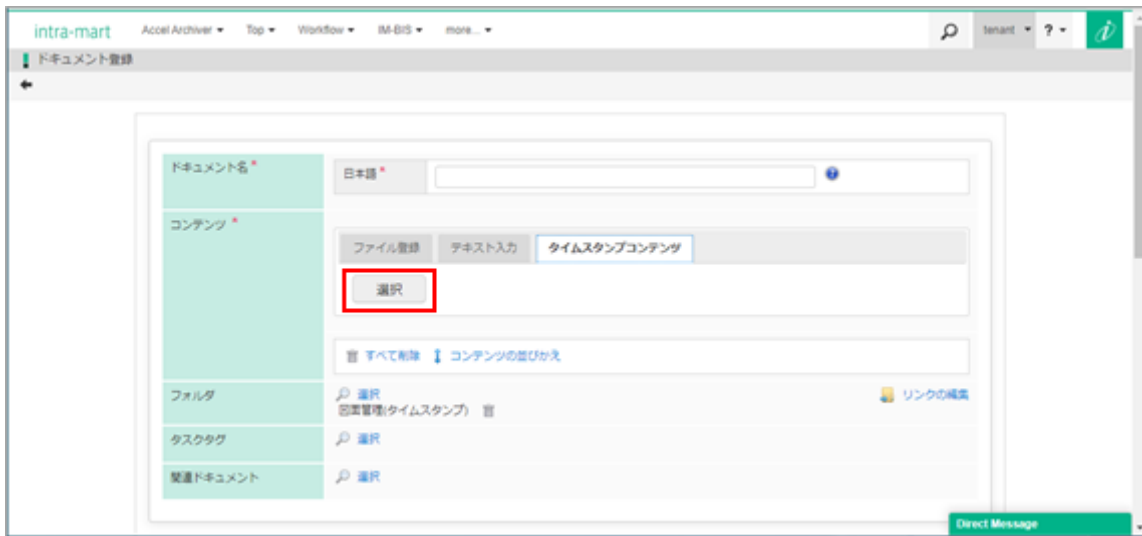 intra-mart Accel Archiver Top Workflow IM-BIS more... tenant ?
ドキュメント登録
ドキュメント名 * 日本語 *
コンテンツ *
ファイル登録 テキスト入力 タイムスタンプコンテンツ
選択
すべて削除 コンテンツの並びかえ
フォルダ 選択 リンクの編集
図面管理(タイムスタンプ)
タスクタグ 選択
関連ドキュメント 選択
Direct Message